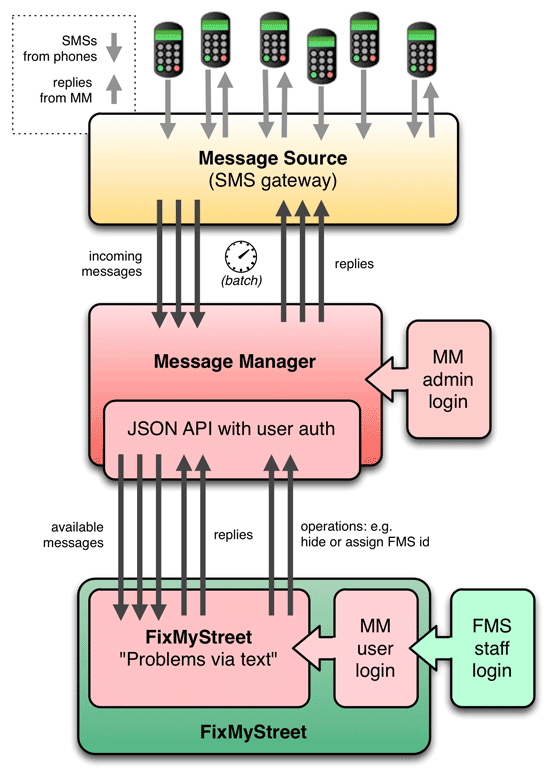 SMSs
from phones
replies
from MM
Message Source
(SMS gateway)
incoming
messages
(batch)
replies
Message Manager
MM
admin
login
JSON API with user auth
available
messages
replies
operations: e.g.
hide or assign FMS id
FixMyStreet
"Problems via text"
MM
user
login
FMS
staff
login
FixMyStreet